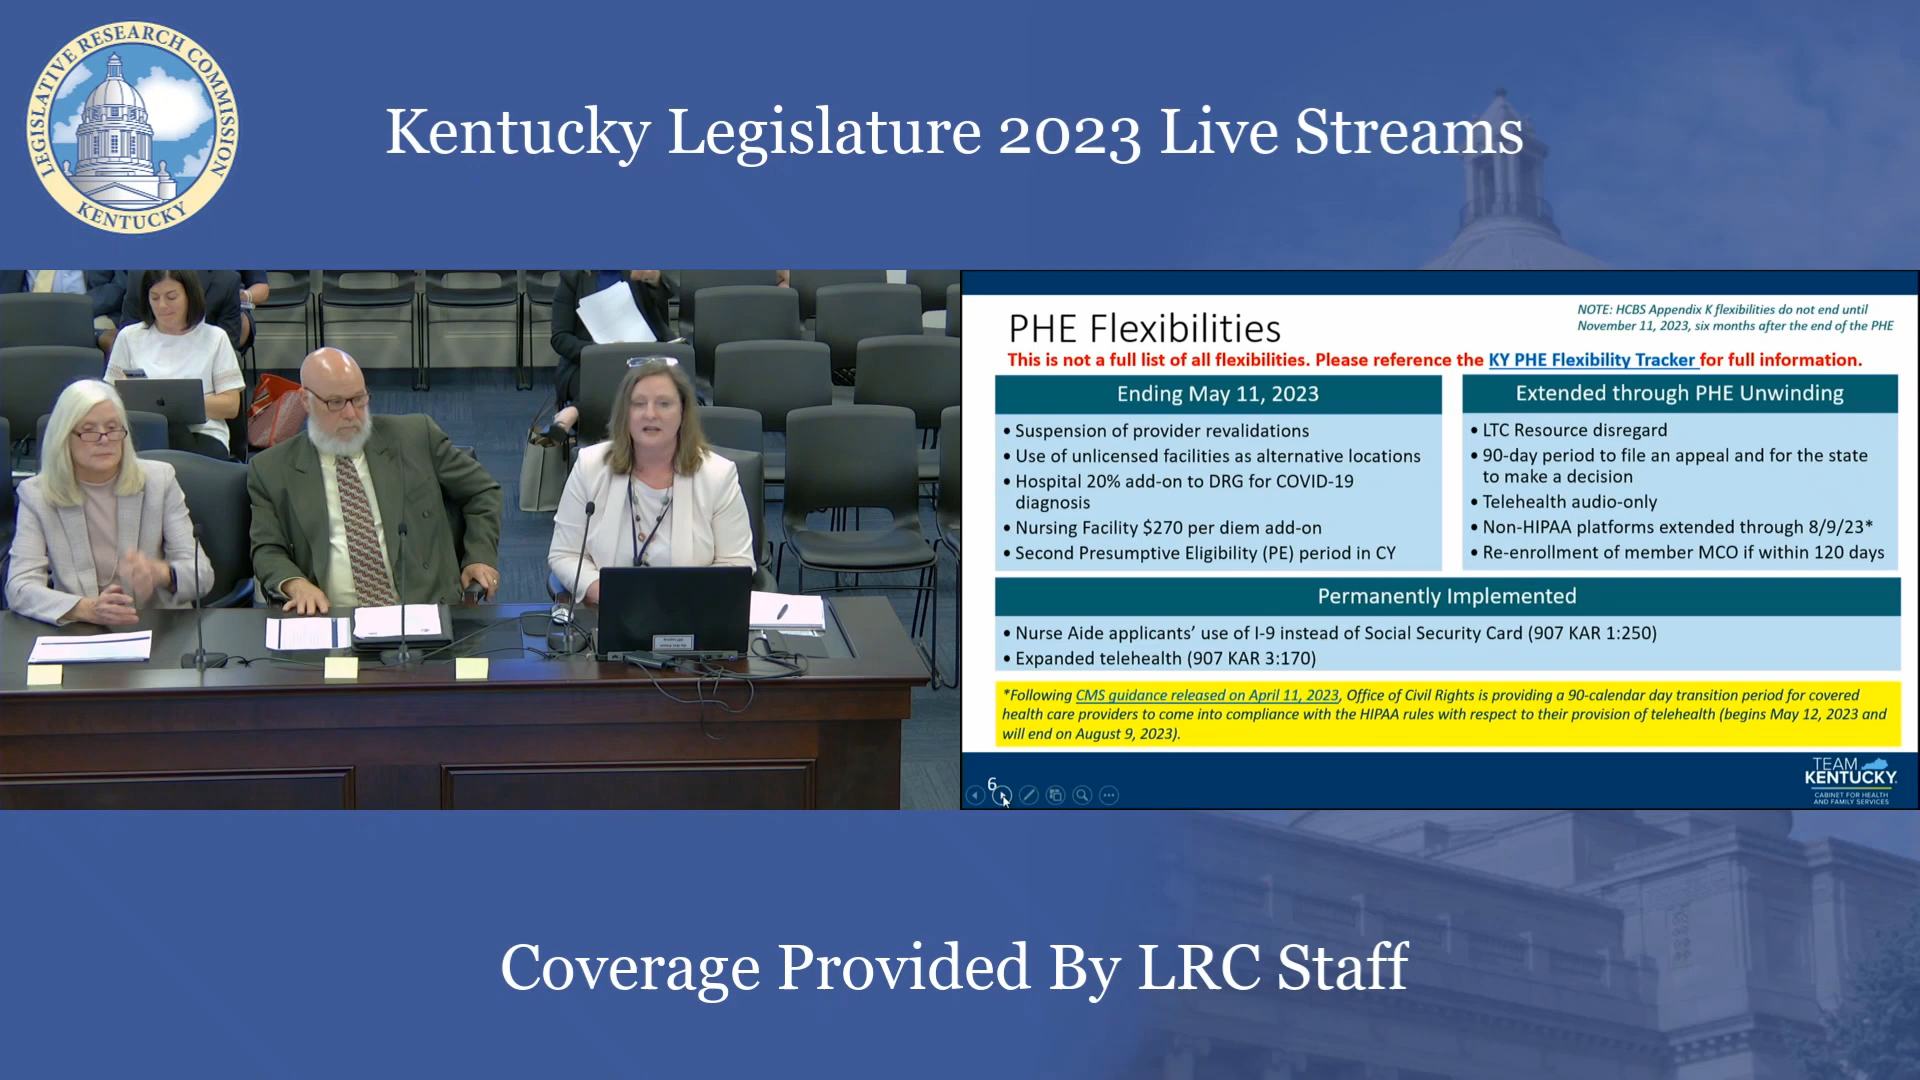 LEGISLATIVE RESEARCH COMMISSION
KENTUCKY
Kentucky Legislature 2023 Live Streams
PHE Flexibilities
NOTE: HCBS Appendix K flexibilities do not end until
November 11, 2023, six months after the end of the PHE
This is not a full list of all flexibilities. Please reference the KY PHE Flexibility Tracker for full information.
Ending May 11, 2023
• Suspension of provider revalidations
• Use of unlicensed facilities as alternative locations
• Hospital 20% add-on to DRG for COVID-19
diagnosis
• Nursing Facility $270 per diem add-on
• Second Presumptive Eligibility (PE) period in CY
Extended through PHE Unwinding
• LTC Resource disregard
• 90-day period to file an appeal and for the state
to make a decision
• Telehealth audio-only
• Non-HIPAA platforms extended through 8/9/23*
• Re-enrollment of member MCO if within 120 days
Permanently Implemented
• Nurse Aide applicants’ use of I-9 instead of Social Security Card (907 KAR 1:250)
• Expanded telehealth (907 KAR 3:170)
*Following CMS guidance released on April 11, 2023, Office of Civil Rights is providing a 90-calendar day transition period for covered
health care providers to come into compliance with the HIPAA rules with respect to their provision of telehealth (begins May 12, 2023 and
will end on August 9, 2023).
6
TEAM
KENTUCKY
CABINET FOR HEALTH
AND FAMILY SERVICES
Coverage Provided By LRC Staff